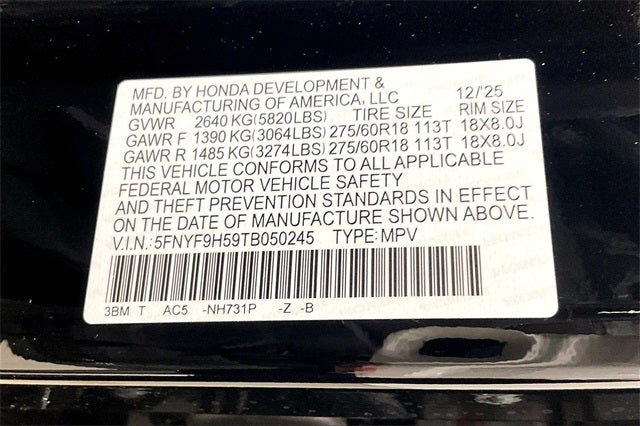 MFD. BY HONDA DEVELOPMENT &
MANUFACTURING OF AMERICA, LLC 12/'25
GVWR 2640 KG(5820LBS) TIRE SIZE RIM SIZE
GAWR F 1390 KG(3064LBS) 275/60R18 113T 18X8.0J
GAWR R 1485 KG(3274LBS) 275/60R18 113T 18X8.0J
THIS VEHICLE CONFORMS TO ALL APPLICABLE
FEDERAL MOTOR VEHICLE SAFETY
AND THEFT PREVENTION STANDARDS IN EFFECT
ON THE DATE OF MANUFACTURE SHOWN ABOVE.
V.I.N.: 5FNYF9H59TB050245 TYPE: MPV
3BM T AC5 -NH731P -Z -B